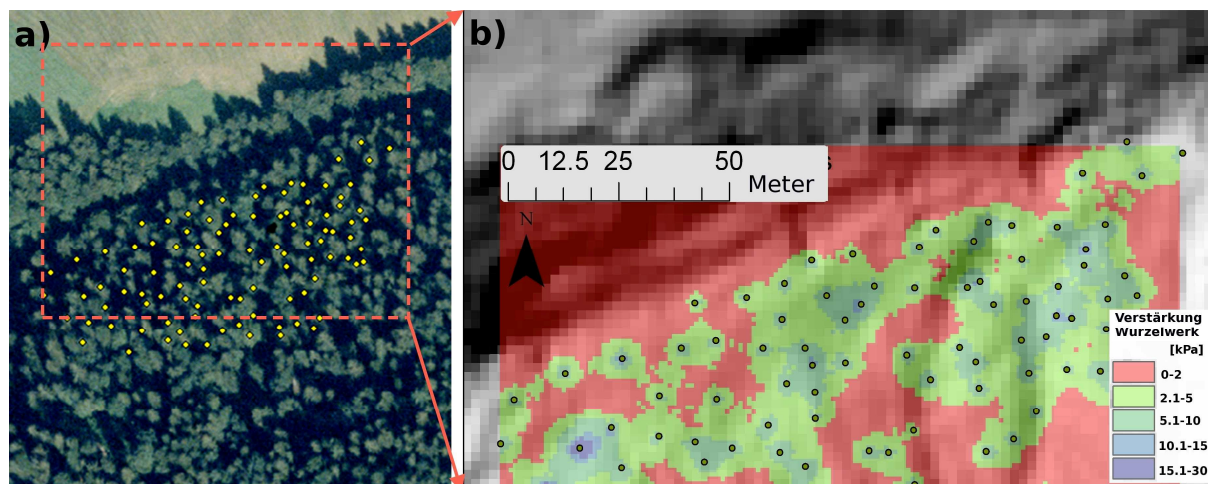 a)
b)
0 12.5 25 50
Meter
N
Verstärkung
Wurzelwerk
[kPa]
0-2
2.1-5
5.1-10
10.1-15
15.1-30